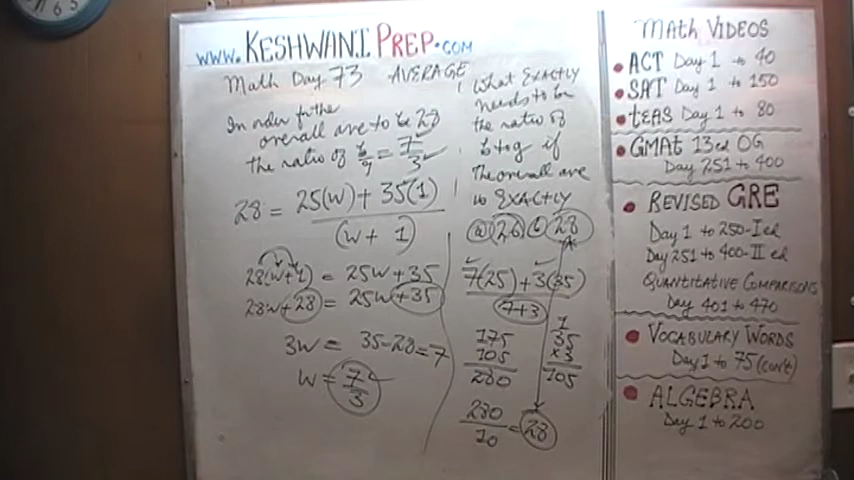 www.KESHWANIPREP.COM
Math Day 73 AVERAGE
In order for the
overall ave to be 28
the ratio of b/g = 7/3
28 = 25(w) + 35(1) / (w + 1)
28(w+1) = 25w+35
28w+28 = 25w+35
3w = 35-28=7
w = 7/3
What EXACTLY
needs to be
the ratio of
b to g if
the overall ave
is EXACTLY
(a) 26 (b) 28
7(25) + 3(35)
7+3
175
105
280
1
35
x3
105
280/10 = 28
MATH VIDEOS
ACT Day 1 to 40
SAT Day 1 to 150
tEAS Day 1 to 80
GMAt 13ed OG
Day 251 to 400
REVISED GRE
Day 1 to 250-I ed
Day 251 to 400-II ed
QUANTITATIVE COMPARISONS
Day 401 to 470
VOCABULARY WORDS
Day 1 to 75 (con't)
ALGEBRA
Day 1 to 200